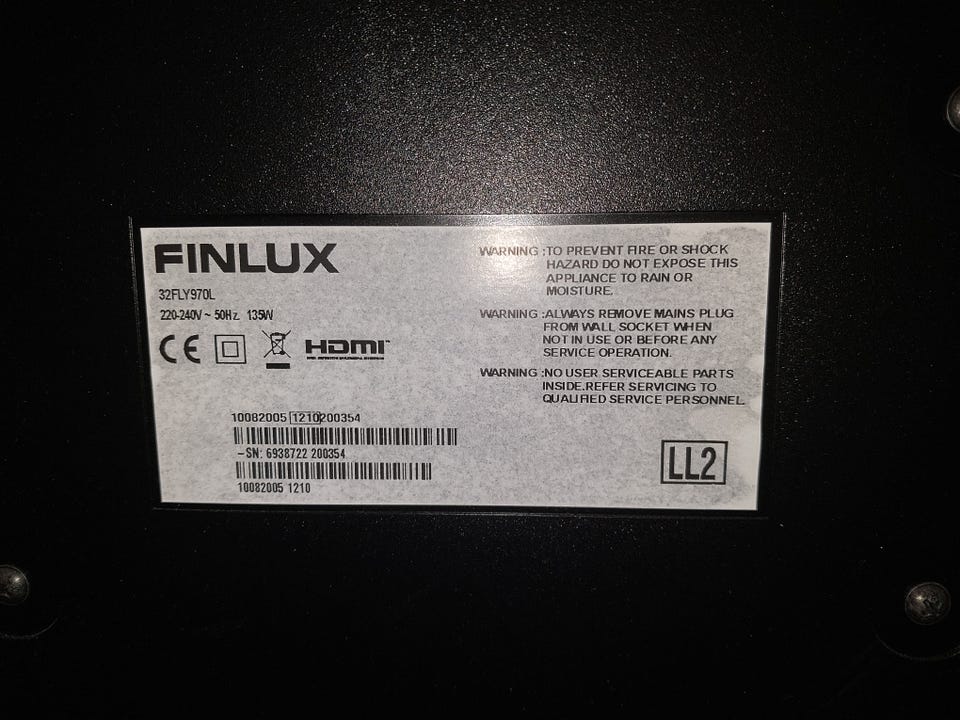 FINLUX
32FLY970L
220-240V ~ 50Hz. 135W
CE
HDMI
10082005 1210 200354
-SN: 6938722 200354
10082005 1210
WARNING :TO PREVENT FIRE OR SHOCK
HAZARD DO NOT EXPOSE THIS
APPLIANCE TO RAIN OR
MOISTURE.
WARNING :ALWAYS REMOVE MAINS PLUG
FROM WALL SOCKET WHEN
NOT IN USE OR BEFORE ANY
SERVICE OPERATION.
WARNING :NO USER SERVICEABLE PARTS
INSIDE.REFER SERVICING TO
QUALIFIED SERVICE PERSONNEL.
LL2